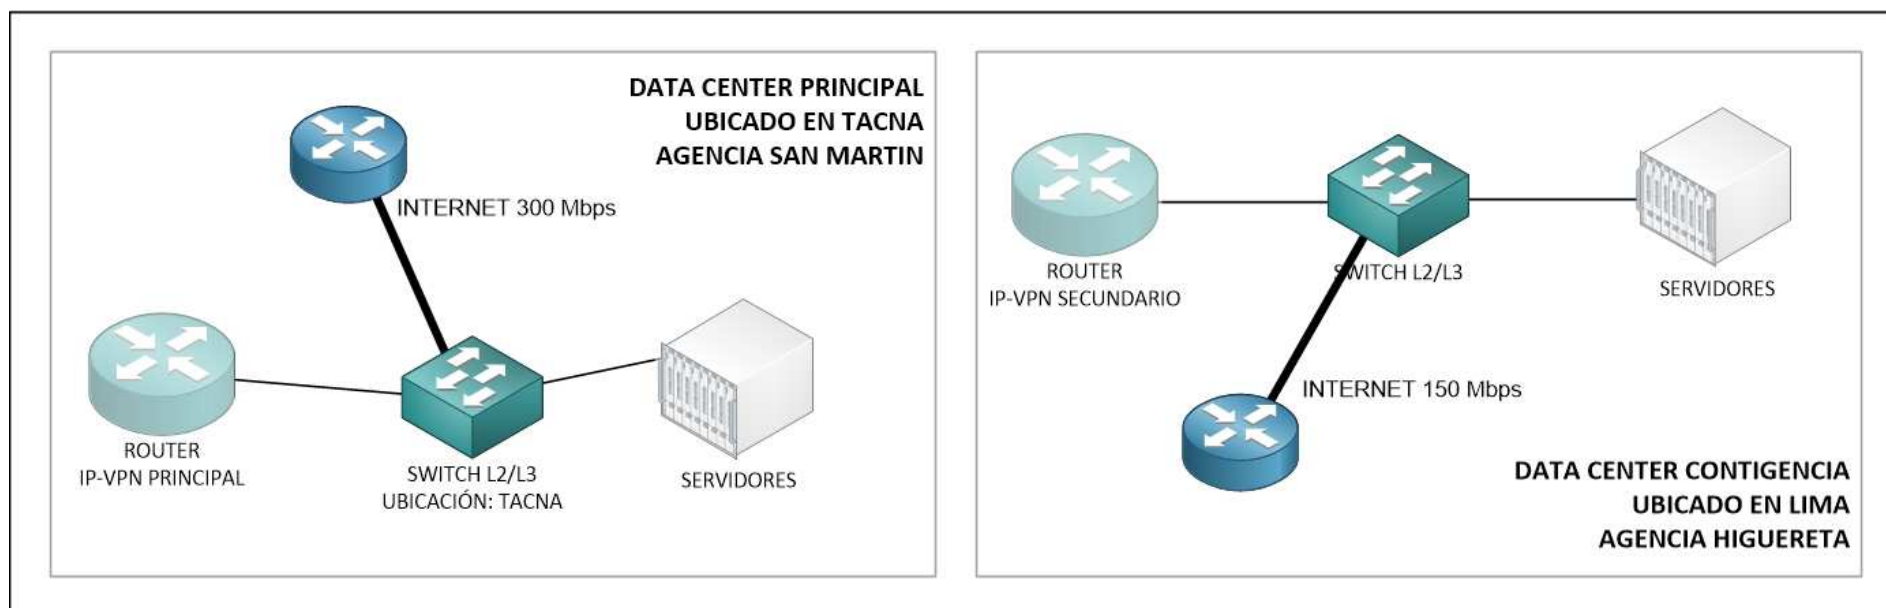 DATA CENTER PRINCIPAL
UBICADO EN TACNA
AGENCIA SAN MARTIN
INTERNET 300 Mbps
ROUTER
IP-VPN PRINCIPAL
SWITCH L2/L3
UBICACIÓN: TACNA
SERVIDORES
ROUTER
IP-VPN SECUNDARIO
SWITCH L2/L3
SERVIDORES
INTERNET 150 Mbps
DATA CENTER CONTIGENCIA
UBICADO EN LIMA
AGENCIA HIGUERETA